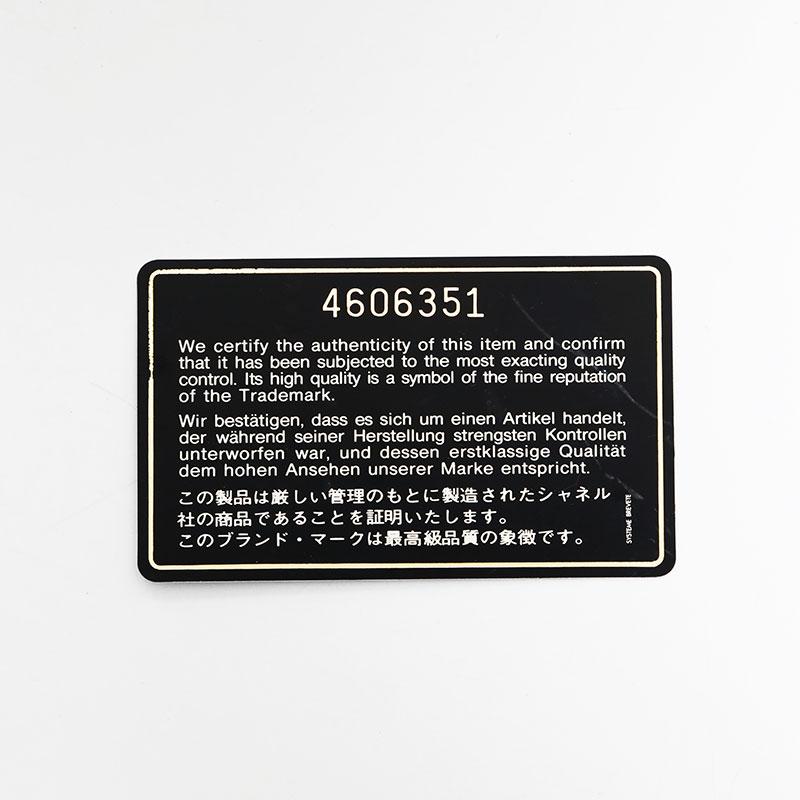 4606351
We certify the authenticity of this item and confirm
that it has been subjected to the most exacting quality
control. Its high quality is a symbol of the fine reputation
of the Trademark.
Wir bestätigen, dass es sich um einen Artikel handelt,
der während seiner Herstellung strengsten Kontrollen
unterworfen war, und dessen erstklassige Qualität
dem hohen Ansehen unserer Marke entspricht.
この製品は厳しい管理のもとに製造されたシャネル
社の商品であることを証明いたします。
このブランド・マークは最高級品質の象徴です。
SYSTEME BREVETE